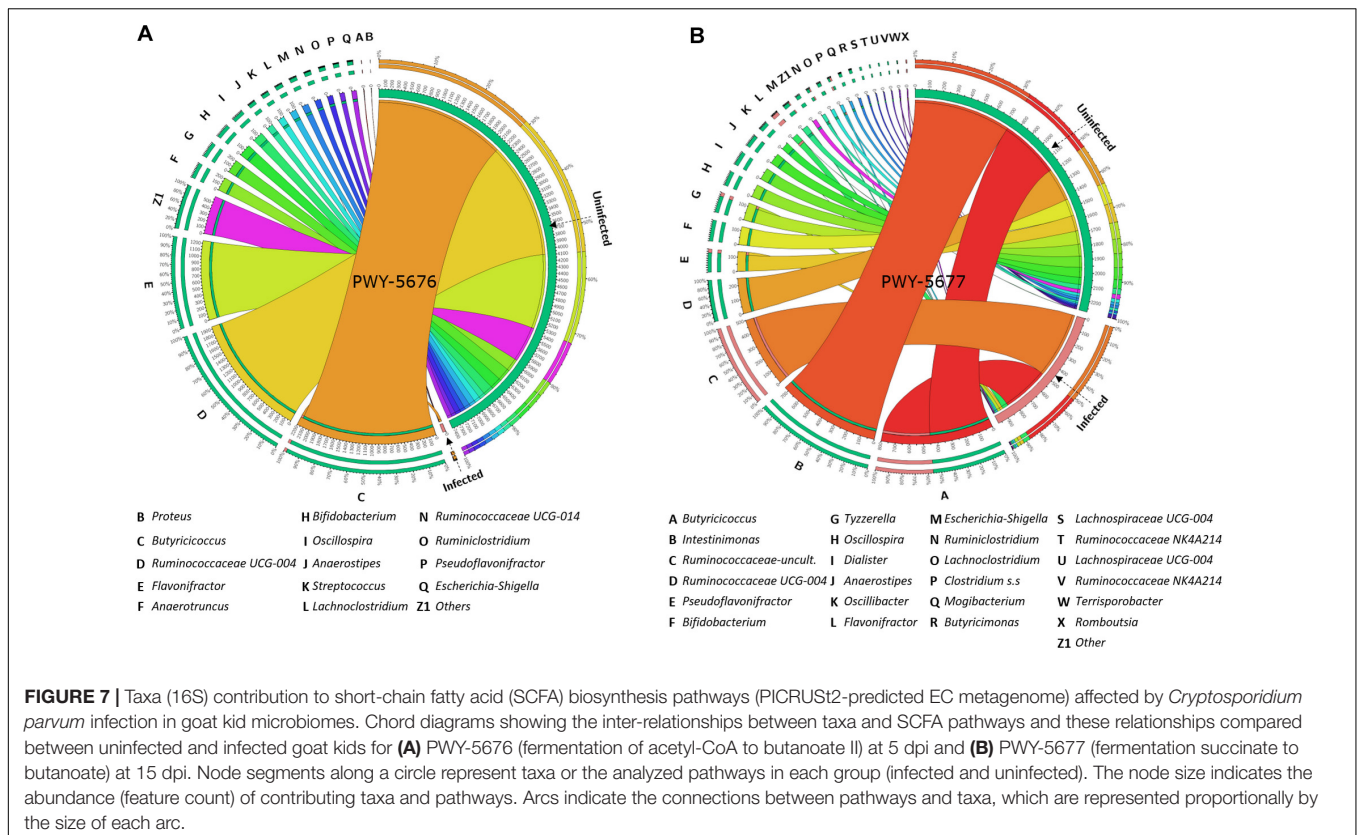 A
B
Z1 F G H I J K L M N O P Q A B
E
D
C
PWY-5676
Uninfected
Infected
C D E F G H I J K L M Z1 N O P Q R S T U V W X
B
A
PWY-5677
Uninfected
Infected
B Proteus
C Butyricicoccus
D Ruminococcaceae UCG-004
E Flavonifractor
F Anaerotruncus
H Bifidobacterium
I Oscillospira
J Anaerostipes
K Streptococcus
L Lachnoclostridium
N Ruminococcaceae UCG-014
O Ruminiclostridium
P Pseudoflavonifractor
Q Escherichia-Shigella
Z1 Others
A Butyricicoccus
B Intestinimonas
C Ruminococcaceae-uncult.
D Ruminococcaceae UCG-004
E Pseudoflavonifractor
F Bifidobacterium
G Tyzzerella
H Oscillospira
I Dialister
J Anaerostipes
K Oscillibacter
L Flavonifractor
M Escherichia-Shigella
N Ruminiclostridium
O Lachnoclostridium
P Clostridium s.s
Q Mogibacterium
R Butyricimonas
S Lachnospiraceae UCG-004
T Ruminococcaceae NK4A214
U Lachnospiraceae UCG-004
V Ruminococcaceae NK4A214
W Terrisporobacter
X Romboutsia
Z1 Other
FIGURE 7 | Taxa (16S) contribution to short-chain fatty acid (SCFA) biosynthesis pathways (PICRUSt2-predicted EC metagenome) affected by Cryptosporidium
parvum infection in goat kid microbiomes. Chord diagrams showing the inter-relationships between taxa and SCFA pathways and these relationships compared
between uninfected and infected goat kids for (A) PWY-5676 (fermentation of acetyl-CoA to butanoate II) at 5 dpi and (B) PWY-5677 (fermentation succinate to
butanoate) at 15 dpi. Node segments along a circle represent taxa or the analyzed pathways in each group (infected and uninfected). The node size indicates the
abundance (feature count) of contributing taxa and pathways. Arcs indicate the connections between pathways and taxa, which are represented proportionally by
the size of each arc.